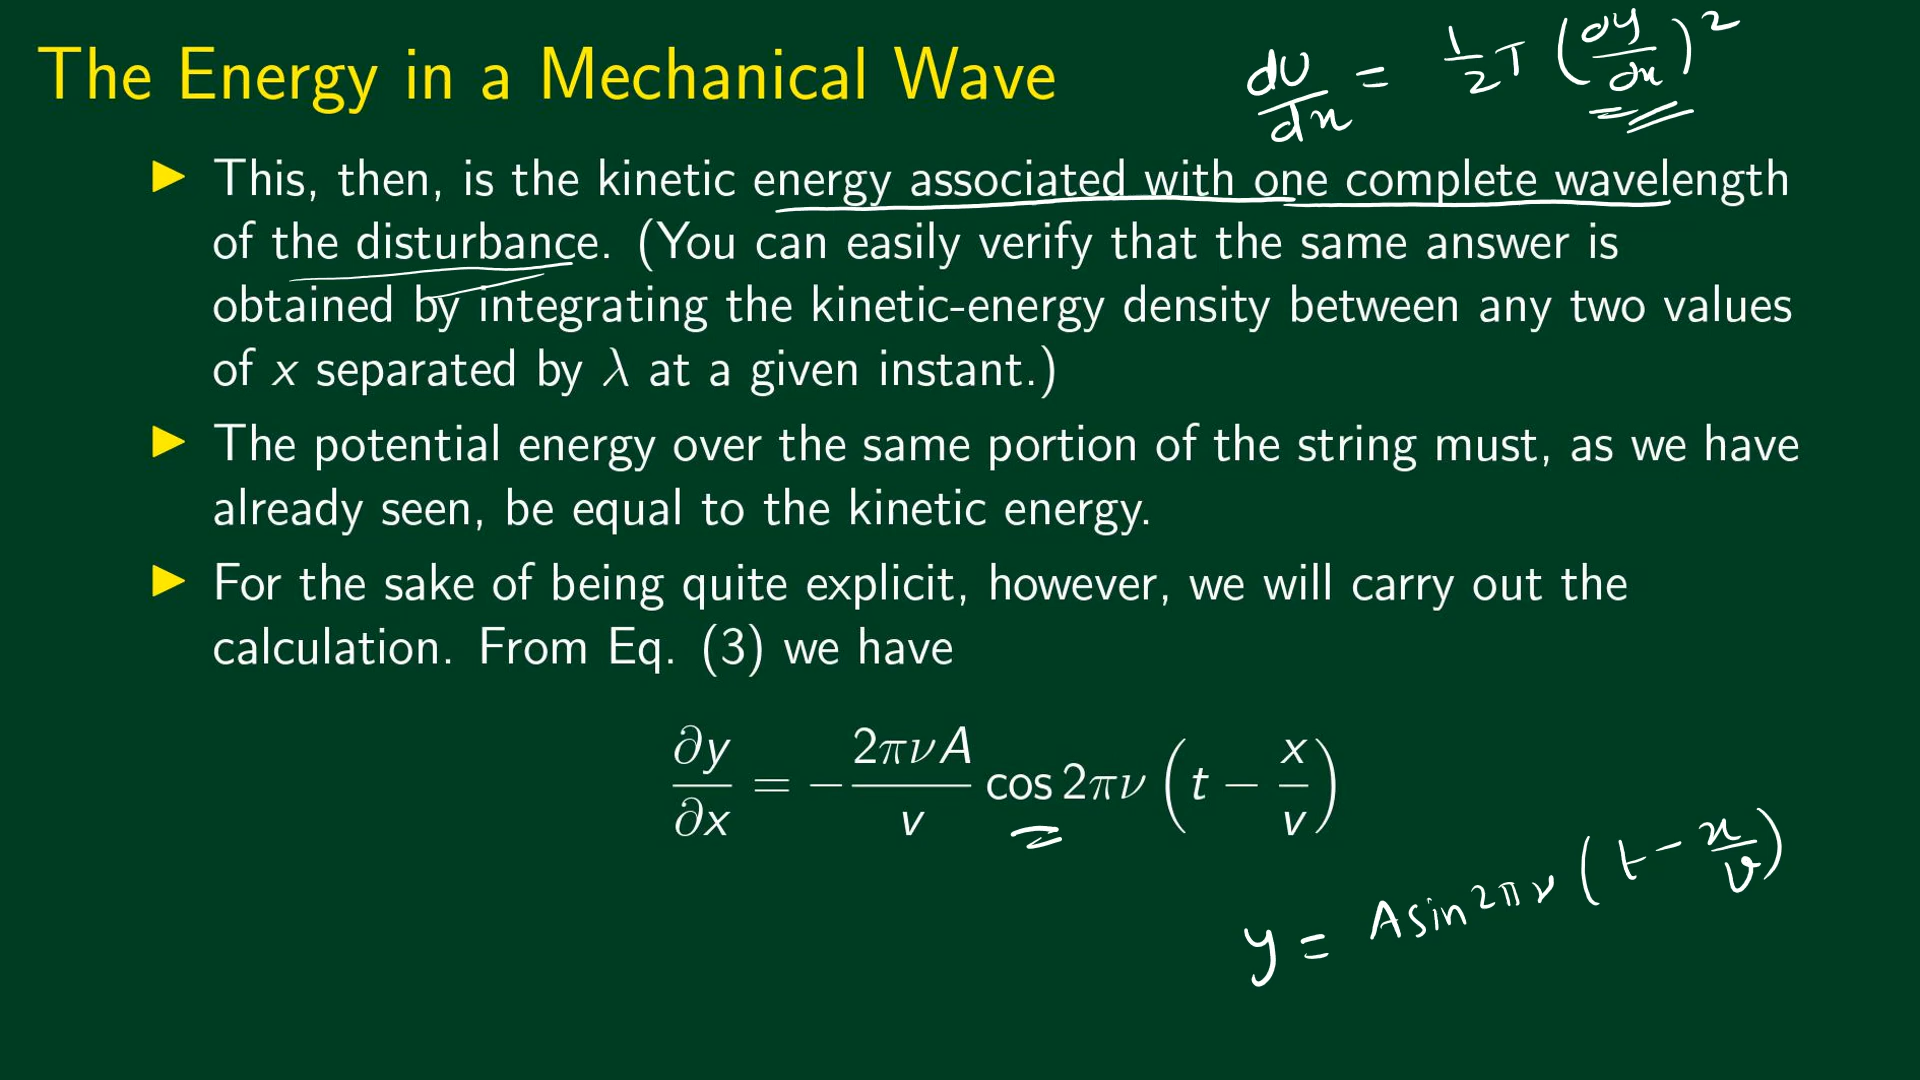 The Energy in a Mechanical Wave
dU/dx = 1/2 T (∂y/∂x)²
▶ This, then, is the kinetic energy associated with one complete wavelength
of the disturbance. (You can easily verify that the same answer is
obtained by integrating the kinetic-energy density between any two values
of x separated by λ at a given instant.)
▶ The potential energy over the same portion of the string must, as we have
already seen, be equal to the kinetic energy.
▶ For the sake of being quite explicit, however, we will carry out the
calculation. From Eq. (3) we have
∂y/∂x = −2πνA/v cos 2πν (t − x/v)
y = A sin 2πν (t − x/v)